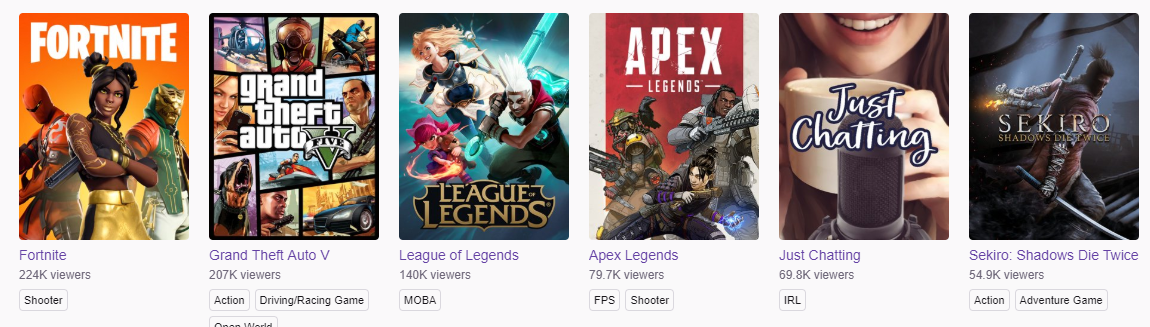 FORTNITE
Fortnite
224K viewers
Shooter
grand
theft
auto
FIVE
Grand Theft Auto V
207K viewers
Action Driving/Racing Game
Open World
LEAGUE OF
LEGENDS
League of Legends
140K viewers
MOBA
APEX
LEGENDS
Apex Legends
79.7K viewers
FPS Shooter
Just
Chatting
Just Chatting
69.8K viewers
IRL
SEKIRO
SHADOWS DIE TWICE
Sekiro: Shadows Die Twice
54.9K viewers
Action Adventure Game